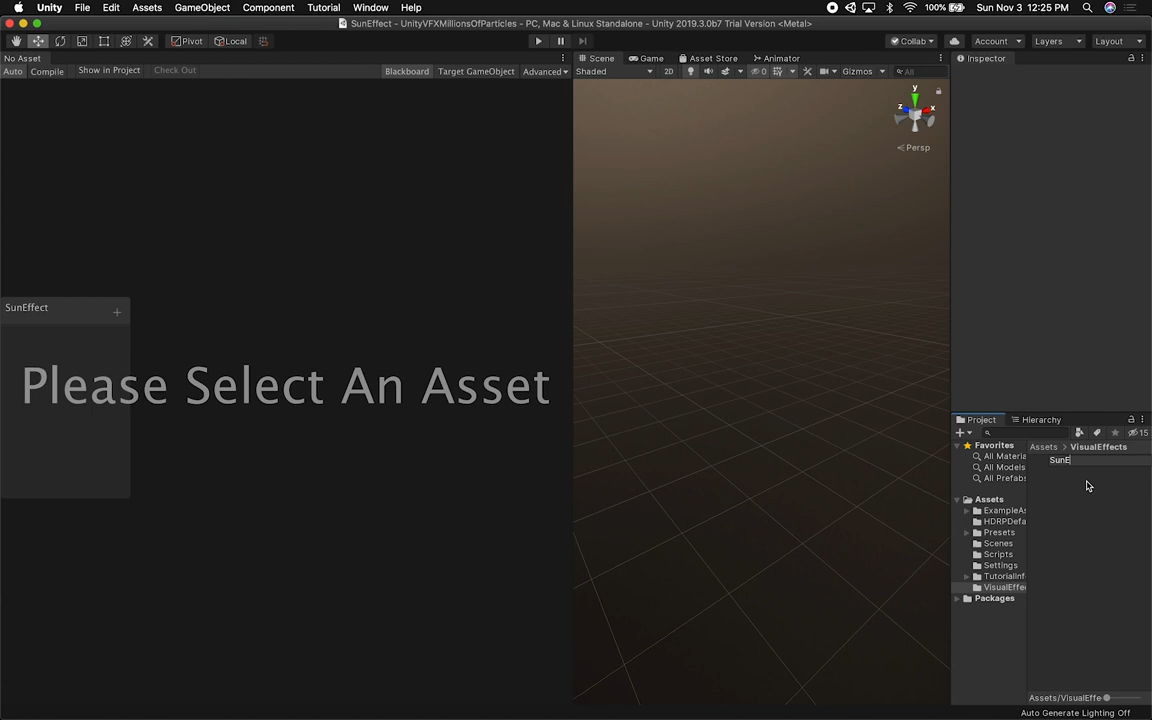 Unity File Edit Assets GameObject Component Tutorial Window Help 100% Sun Nov 3 12:25 PM
SunEffect - UnityVFXMillionsOfParticles - PC, Mac & Linux Standalone - Unity 2019.3.0b7 Trial Version <Metal>
Pivot Local Collab Account Layers Layout
No Asset Scene Game Asset Store Animator Inspector
Auto Compile Show in Project Check Out Blackboard Target GameObject Advanced Shaded 2D 0 Gizmos All
y
z x
Persp
SunEffect +
Please Select An Asset
Project Hierarchy
15
Favorites Assets > VisualEffects
All Materia SunE
All Models
All Prefabs
Assets
ExampleAs
HDRPDefa
Presets
Scenes
Scripts
Settings
TutorialInf
VisualEffe
Packages
Assets/VisualEffe
Auto Generate Lighting Off